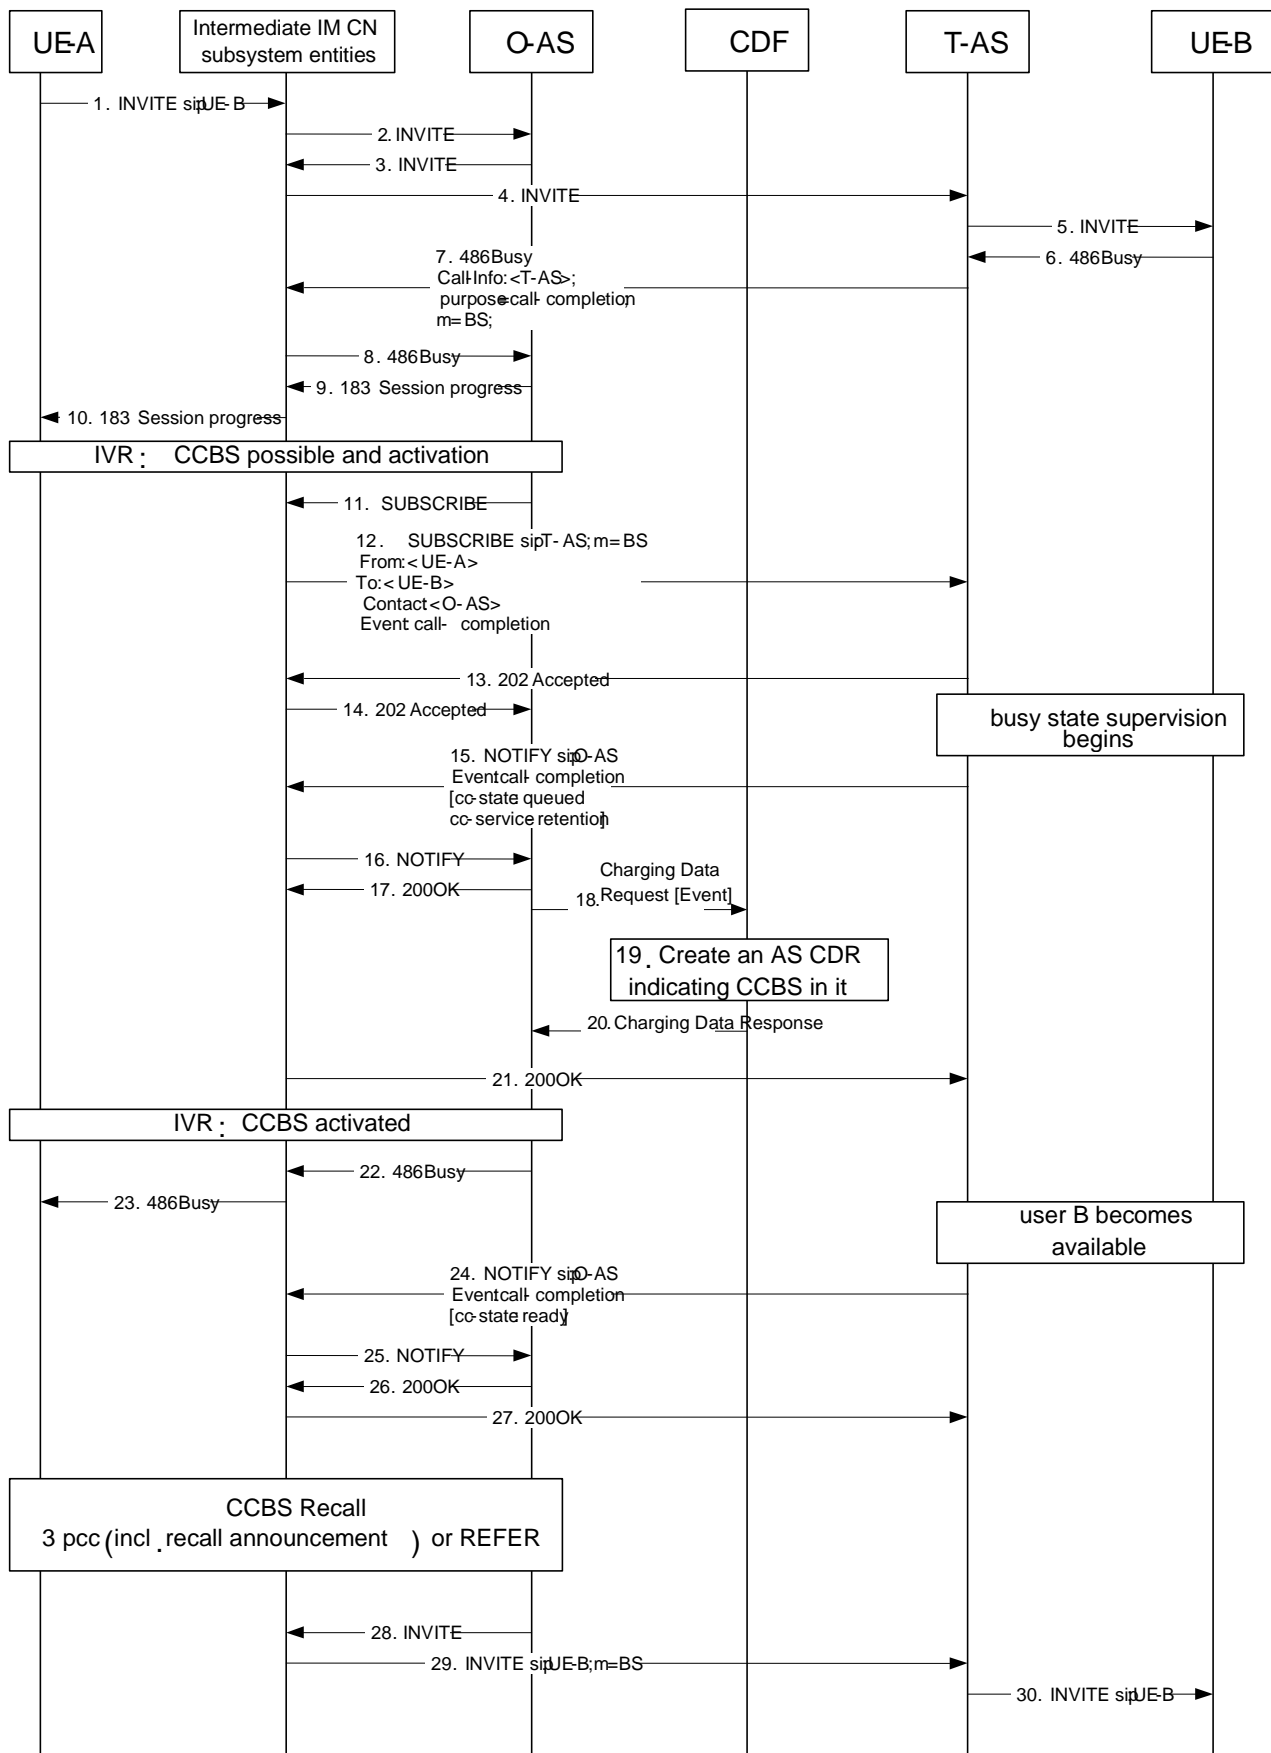 UE-A
Intermediate IM CN
subsystem entities
O-AS
CDF
T-AS
UE-B
1. INVITE sip:UE-B
2. INVITE
3. INVITE
4. INVITE
5. INVITE
6. 486 Busy
7. 486 Busy
Call-Info:<T-AS>;
purpose=call-completion;
m=BS;
8. 486 Busy
9. 183 Session progress
10. 183 Session progress
IVR: CCBS possible and activation
11. SUBSCRIBE
12. SUBSCRIBE sip:T-AS;m=BS
From:<UE-A>
To:<UE-B>
Contact:<O-AS>
Event: call-completion
13. 202 Accepted
14. 202 Accepted
busy state supervision
begins
15. NOTIFY sip:O-AS
Event:call-completion
[cc-state: queued
cc-service retention]
16. NOTIFY
17. 200 OK
Charging Data
18. Request [Event]
19. Create an AS CDR
indicating CCBS in it
20. Charging Data Response
21. 200 OK
IVR: CCBS activated
22. 486 Busy
23. 486 Busy
user B becomes
available
24. NOTIFY sip:O-AS
Event:call-completion
[cc-state: ready]
25. NOTIFY
26. 200 OK
27. 200 OK
CCBS Recall
3 pcc (incl. recall announcement) or REFER
28. INVITE
29. INVITE sip:UE-B;m=BS
30. INVITE sip:UE-B